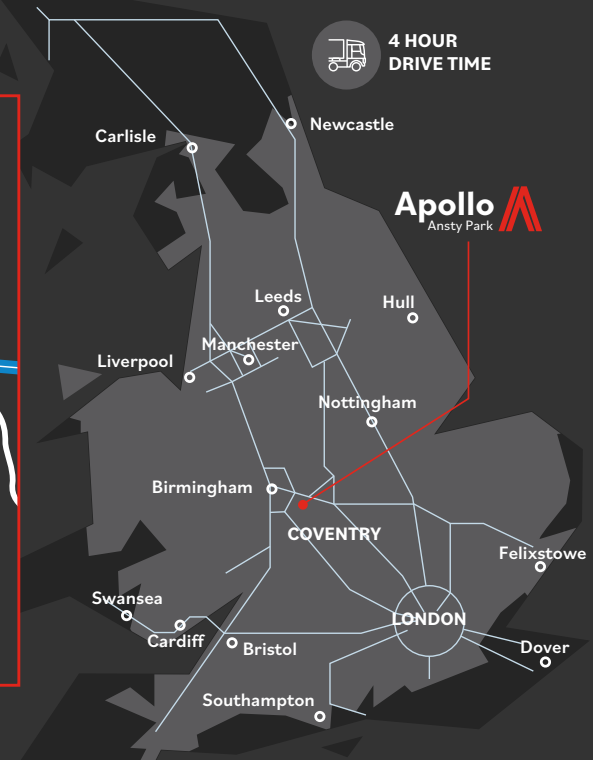 4 HOUR
DRIVE TIME
Newcastle
Carlisle
Apollo
Ansty Park
Leeds
Hull
Manchester
Liverpool
Nottingham
Birmingham
COVENTRY
Felixstowe
Swansea
LONDON
Cardiff
Bristol
Dover
Southampton